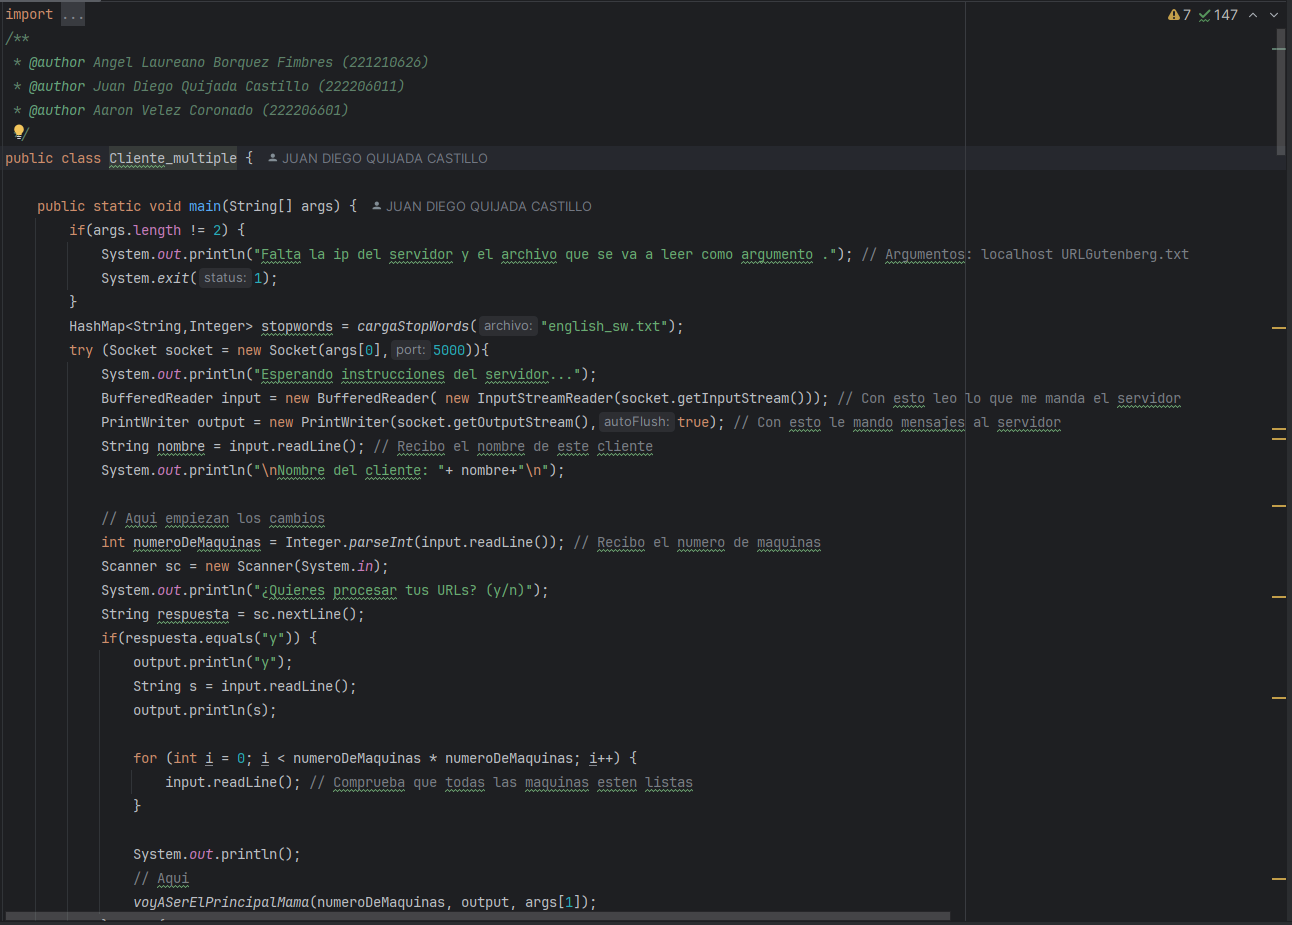 import ...
7 147
/**
* @author Angel Laureano Borquez Fimbres (221210626)
* @author Juan Diego Quijada Castillo (222206011)
* @author Aaron Velez Coronado (222206601)
*/
public class Cliente_multiple { JUAN DIEGO QUIJADA CASTILLO
public static void main(String[] args) { JUAN DIEGO QUIJADA CASTILLO
if(args.length != 2) {
System.out.println("Falta la ip del servidor y el archivo que se va a leer como argumento ."); // Argumentos: localhost URLGutenberg.txt
System.exit( status: 1);
}
HashMap<String,Integer> stopwords = cargaStopWords( archivo: "english_sw.txt");
try (Socket socket = new Socket(args[0], port: 5000)){
System.out.println("Esperando instrucciones del servidor...");
BufferedReader input = new BufferedReader( new InputStreamReader(socket.getInputStream())); // Con esto leo lo que me manda el servidor
PrintWriter output = new PrintWriter(socket.getOutputStream(), autoFlush: true); // Con esto le mando mensajes al servidor
String nombre = input.readLine(); // Recibo el nombre de este cliente
System.out.println("\nNombre del cliente: "+ nombre+"\n");
// Aqui empiezan los cambios
int numeroDeMaquinas = Integer.parseInt(input.readLine()); // Recibo el numero de maquinas
Scanner sc = new Scanner(System.in);
System.out.println("¿Quieres procesar tus URLs? (y/n)");
String respuesta = sc.nextLine();
if(respuesta.equals("y")) {
output.println("y");
String s = input.readLine();
output.println(s);
for (int i = 0; i < numeroDeMaquinas * numeroDeMaquinas; i++) {
input.readLine(); // Comprueba que todas las maquinas esten listas
}
System.out.println();
// Aqui
voyASerElPrincipalMama(numeroDeMaquinas, output, args[1]);